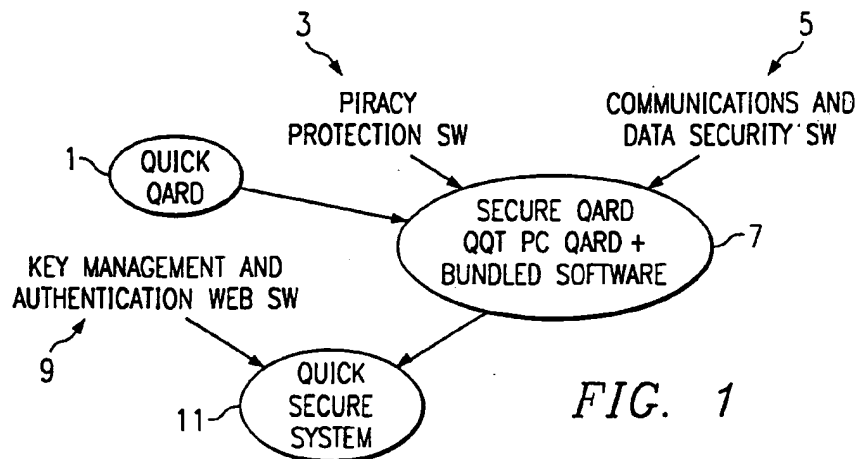 3
5
PIRACY
PROTECTION SW
COMMUNICATIONS AND
DATA SECURITY SW
1
QUICK
QARD
SECURE QARD
QQT PC QARD +
BUNDLED SOFTWARE
7
KEY MANAGEMENT AND
AUTHENTICATION WEB SW
9
QUICK
SECURE
SYSTEM
11
FIG. 1